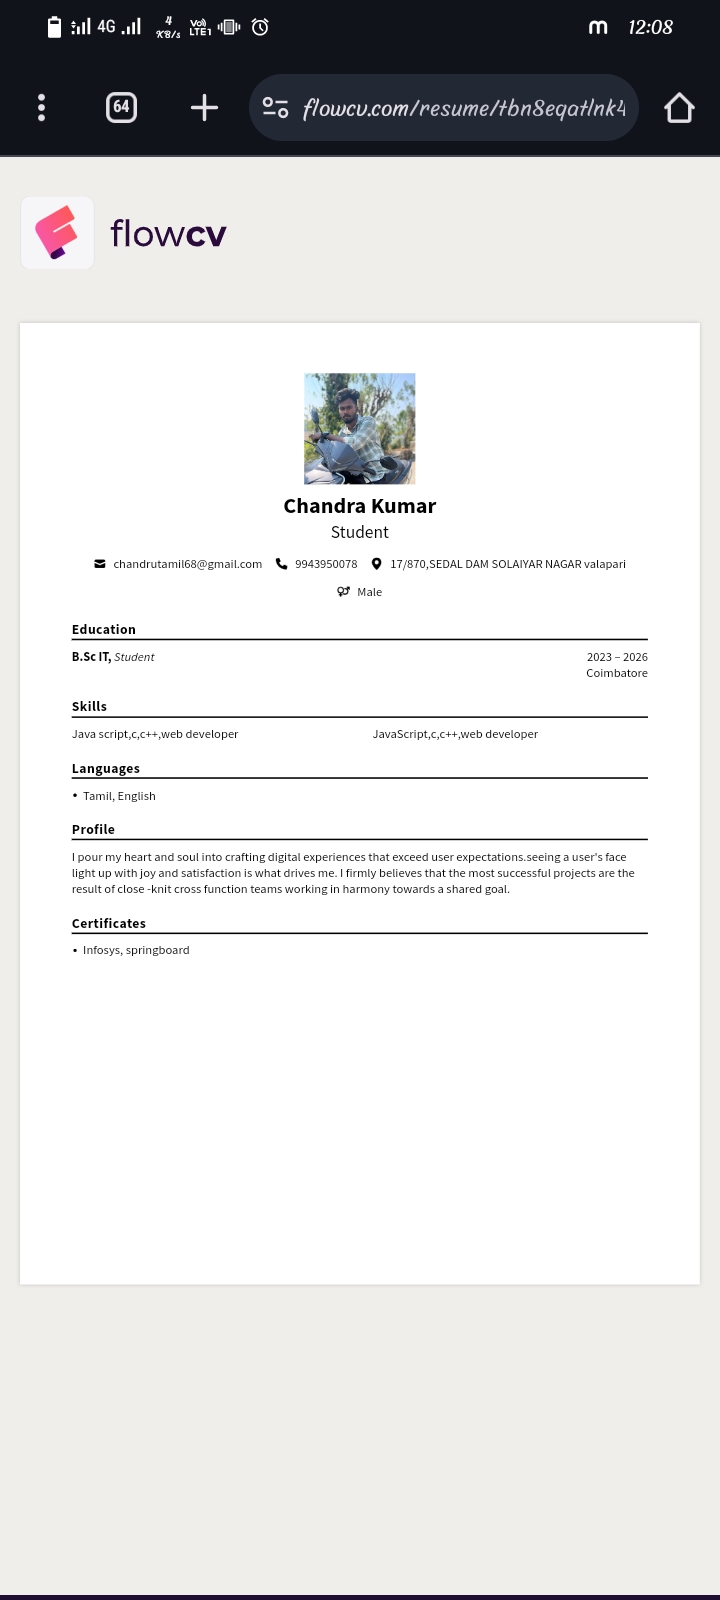 4G 4 KB/s Vo) LTE1 12:08
64 flowcv.com/resume/tbn8eqatlnk4
flowcv
Chandra Kumar
Student
chandrutamil68@gmail.com 9943950078 17/870,SEDAL DAM SOLAIYAR NAGAR valapari
Male
Education
B.Sc IT, Student 2023 – 2026
Coimbatore
Skills
Java script,c,c++,web developer JavaScript,c,c++,web developer
Languages
• Tamil, English
Profile
I pour my heart and soul into crafting digital experiences that exceed user expectations.seeing a user's face
light up with joy and satisfaction is what drives me. I firmly believes that the most successful projects are the
result of close -knit cross function teams working in harmony towards a shared goal.
Certificates
• Infosys, springboard